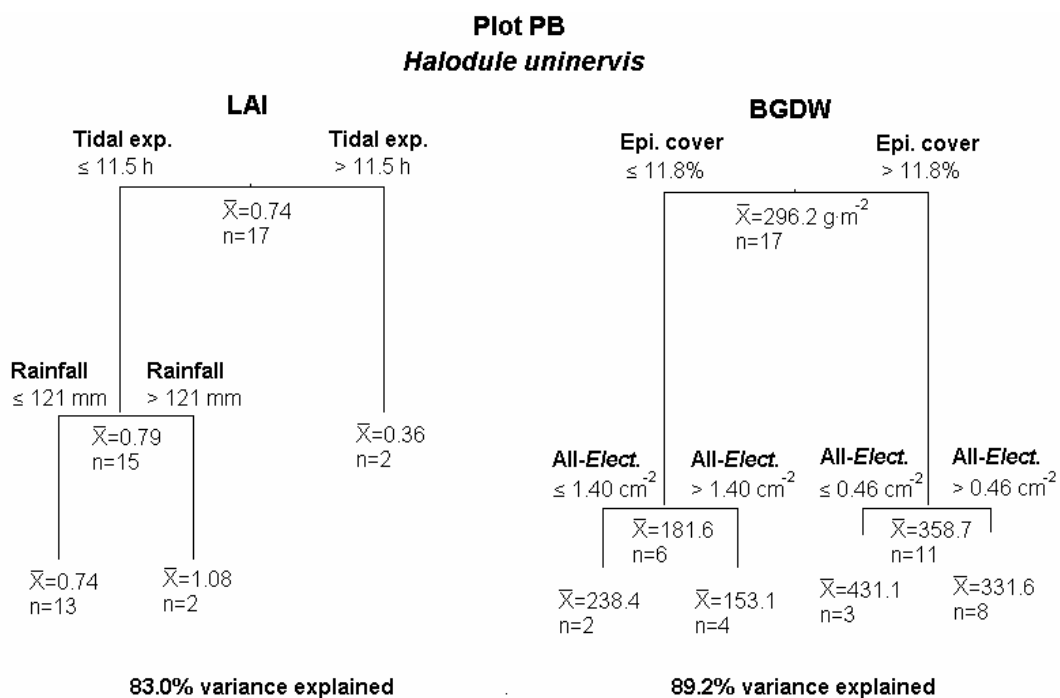 Plot PB
Halodule uninervis
LAI
Tidal exp.
≤ 11.5 h
Tidal exp.
> 11.5 h
X̅=0.74
n=17
Rainfall
≤ 121 mm
Rainfall
> 121 mm
X̅=0.79
n=15
X̅=0.36
n=2
X̅=0.74
n=13
X̅=1.08
n=2
83.0% variance explained
BGDW
Epi. cover
≤ 11.8%
Epi. cover
> 11.8%
X̅=296.2 g·m⁻²
n=17
All-Elect.
≤ 1.40 cm⁻²
All-Elect.
> 1.40 cm⁻²
All-Elect.
≤ 0.46 cm⁻²
All-Elect.
> 0.46 cm⁻²
X̅=181.6
n=6
X̅=358.7
n=11
X̅=238.4
n=2
X̅=153.1
n=4
X̅=431.1
n=3
X̅=331.6
n=8
89.2% variance explained